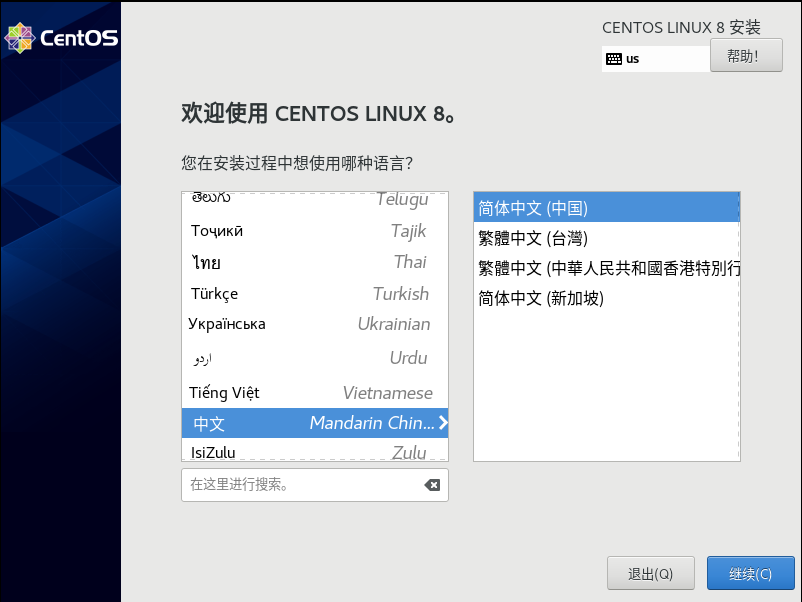 CentOS
CENTOS LINUX 8 安装
us
帮助！
欢迎使用 CENTOS LINUX 8。
您在安装过程中想使用哪种语言？
తెలుగు Telugu
Тоҷикӣ Tajik
ไทย Thai
Türkçe Turkish
Українська Ukrainian
اردو Urdu
Tiếng Việt Vietnamese
中文 Mandarin Chin...
IsiZulu Zulu
简体中文 (中国)
繁體中文 (台灣)
繁體中文 (中華人民共和國香港特別行
简体中文 (新加坡)
在这里进行搜索。
退出(Q)
继续(C)